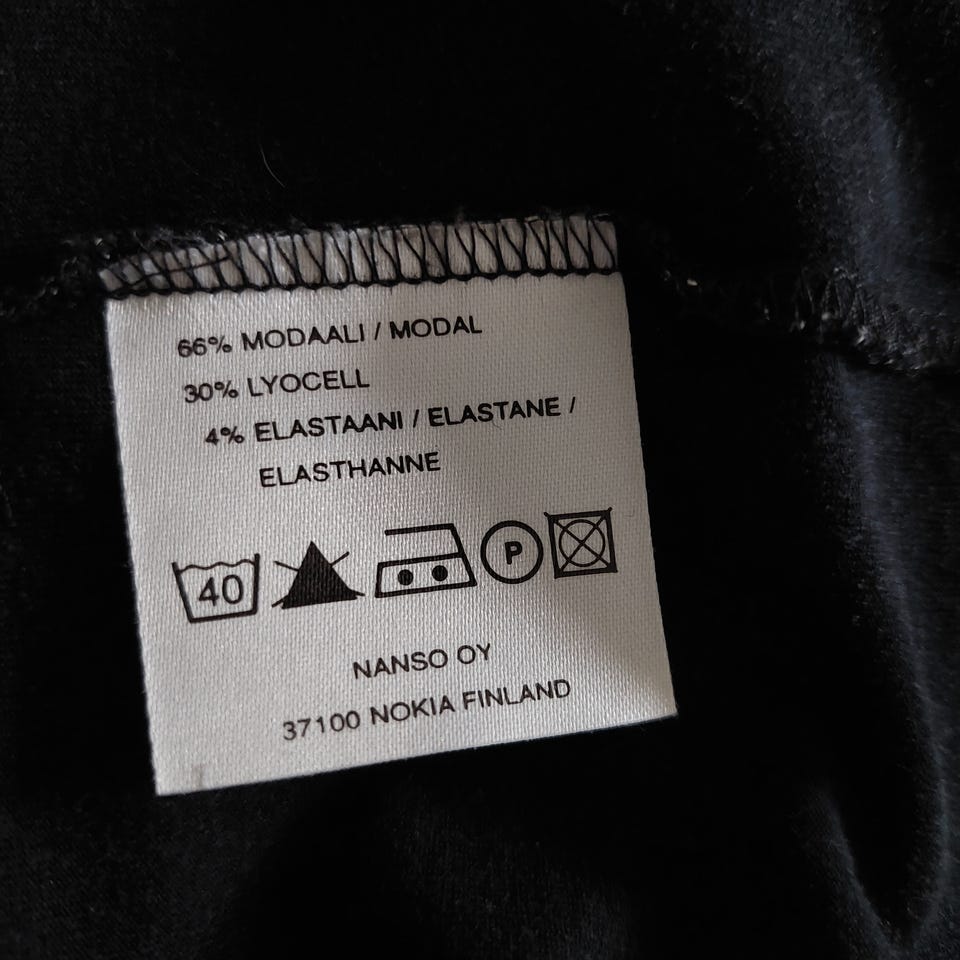 66% MODAALI / MODAL
30% LYOCELL
4% ELASTAANI / ELASTANE /
ELASTHANNE
40 P
NANSO OY
37100 NOKIA FINLAND